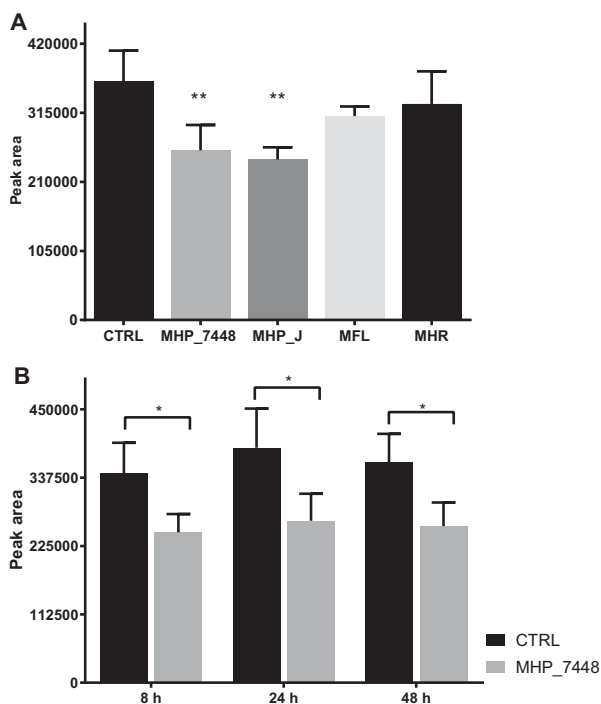 A
Peak area
420000
315000
210000
105000
0
** **
CTRL MHP_7448 MHP_J MFL MHR
B
Peak area
450000
337500
225000
112500
0
* * *
8 h 24 h 48 h
CTRL
MHP_7448